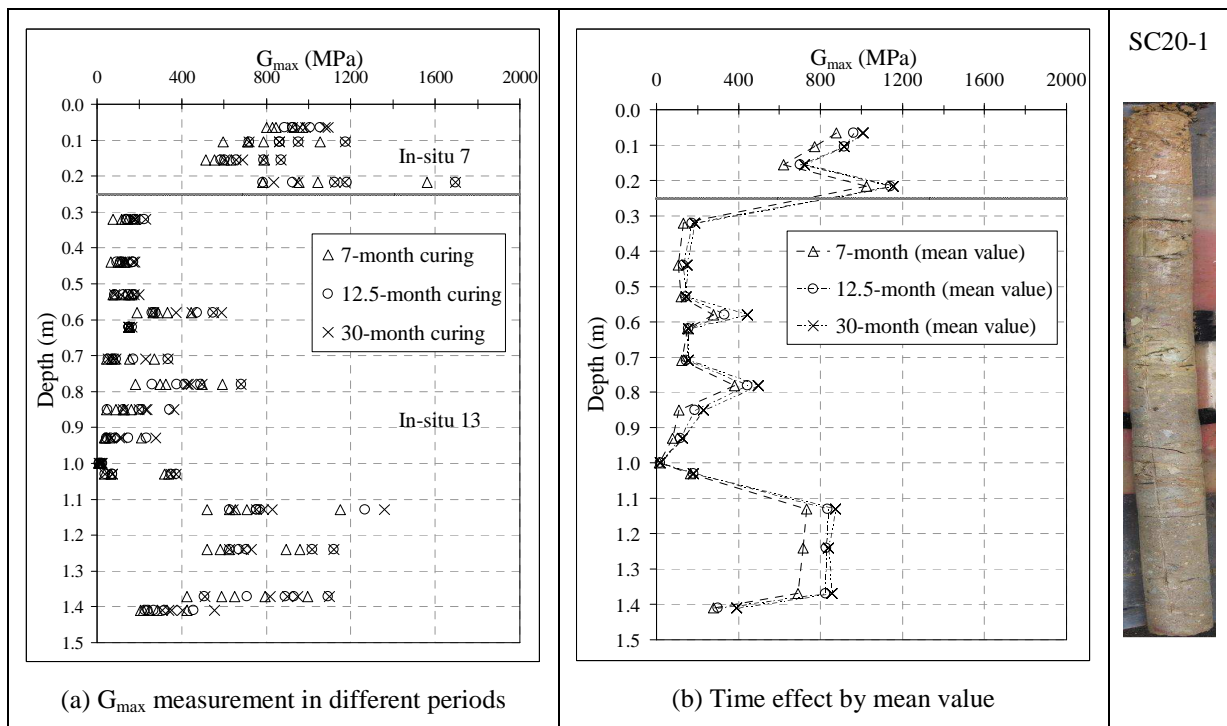 G_max (MPa)
0 400 800 1200 1600 2000
0.0
0.1
0.2
0.3
0.4
0.5
0.6
0.7
0.8
0.9
1.0
1.1
1.2
1.3
1.4
1.5
Depth (m)
In-situ 7
7-month curing
12.5-month curing
30-month curing
In-situ 13
(a) G_max measurement in different periods
G_max (MPa)
0 400 800 1200 1600 2000
0.0
0.1
0.2
0.3
0.4
0.5
0.6
0.7
0.8
0.9
1.0
1.1
1.2
1.3
1.4
1.5
Depth (m)
7-month (mean value)
12.5-month (mean value)
30-month (mean value)
(b) Time effect by mean value
SC20-1